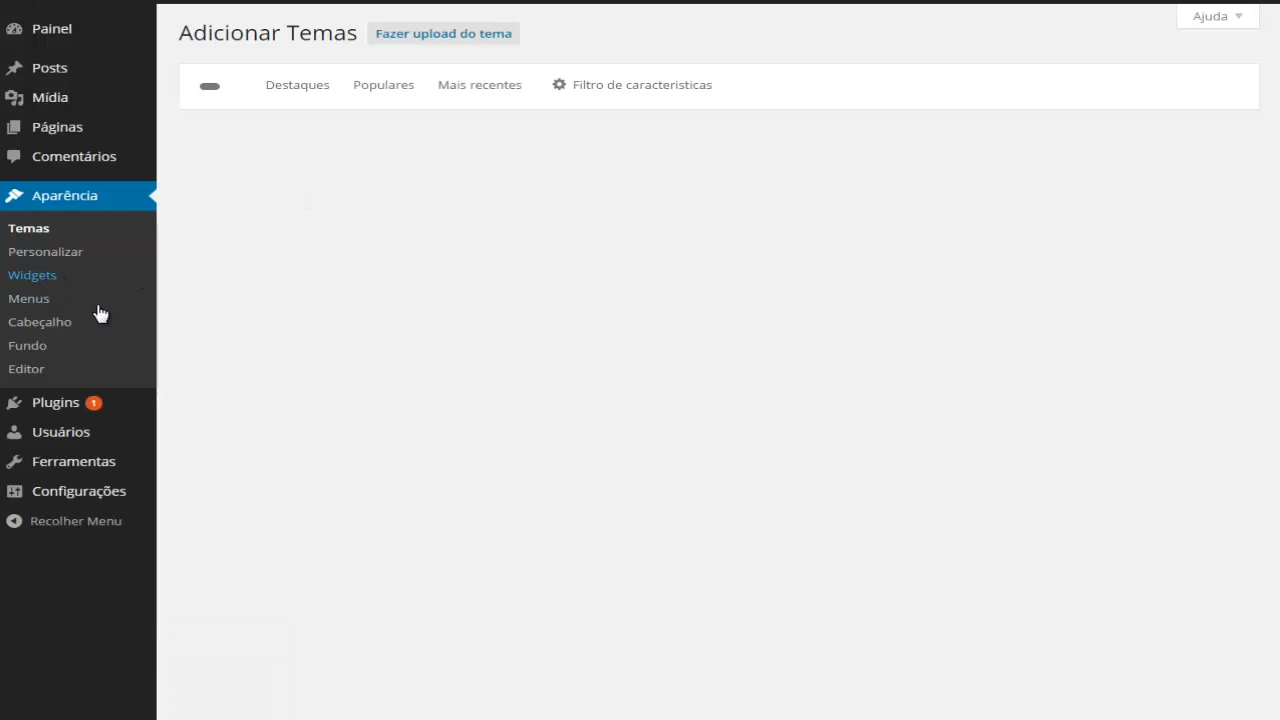 Painel
Posts
Mídia
Páginas
Comentários
Aparência
Temas
Personalizar
Widgets
Menus
Cabeçalho
Fundo
Editor
Plugins 1
Usuários
Ferramentas
Configurações
Recolher Menu
Ajuda
Adicionar Temas Fazer upload do tema
Destaques Populares Mais recentes Filtro de caracteristicas